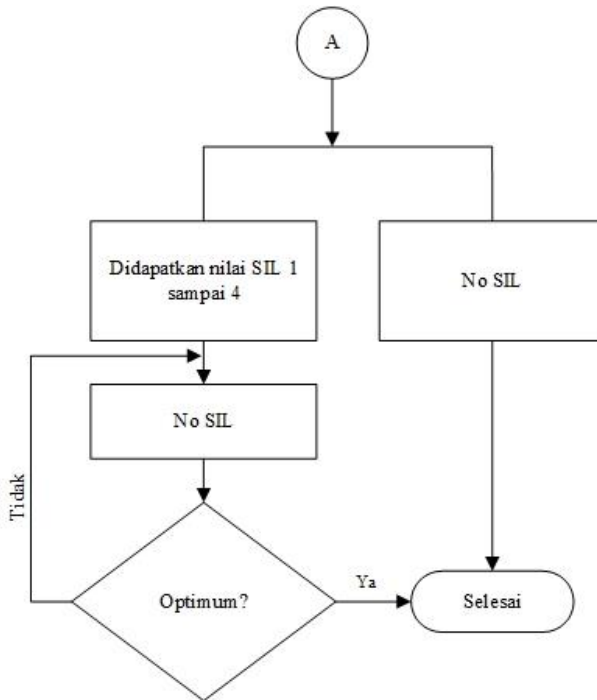 A
Didapatkan nilai SIL 1
sampai 4
No SIL
No SIL
Tidak
Optimum?
Ya
Selesai